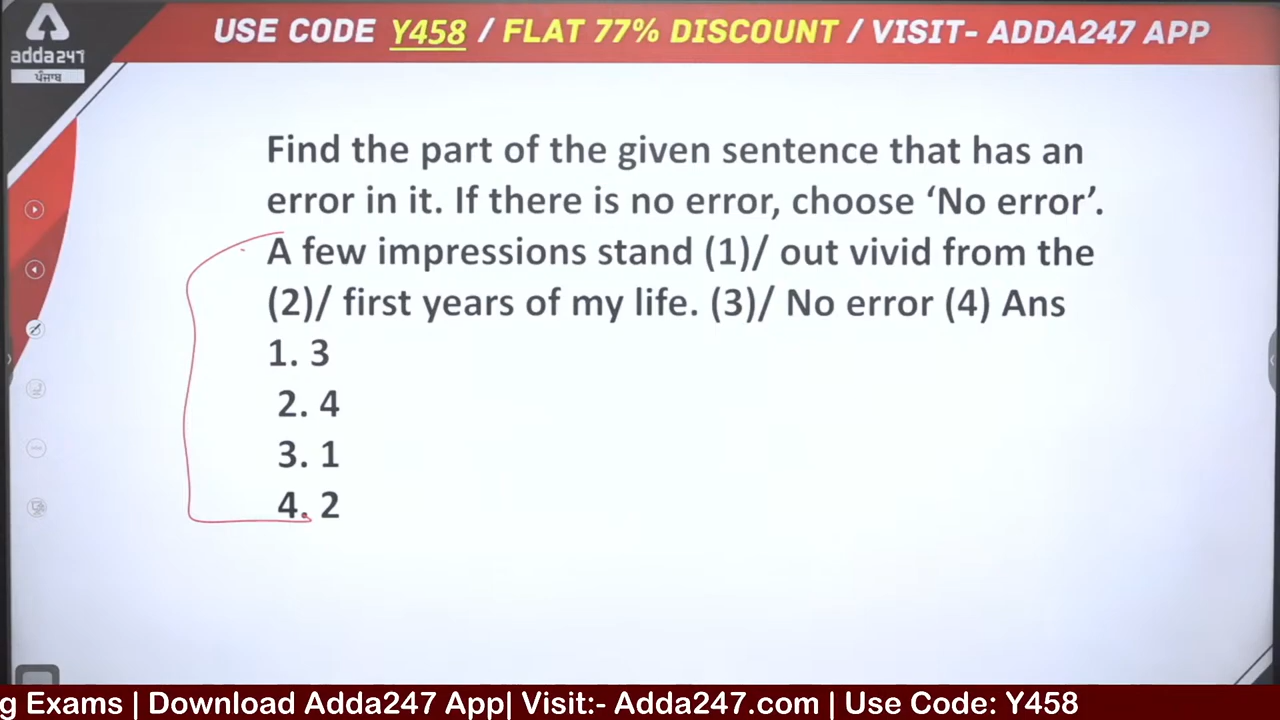 USE CODE Y458 / FLAT 77% DISCOUNT / VISIT- ADDA247 APP
adda247
ਪੰਜਾਬ
Find the part of the given sentence that has an
error in it. If there is no error, choose ‘No error’.
A few impressions stand (1)/ out vivid from the
(2)/ first years of my life. (3)/ No error (4) Ans
1. 3
2. 4
3. 1
4. 2
g Exams | Download Adda247 App| Visit:- Adda247.com | Use Code: Y458